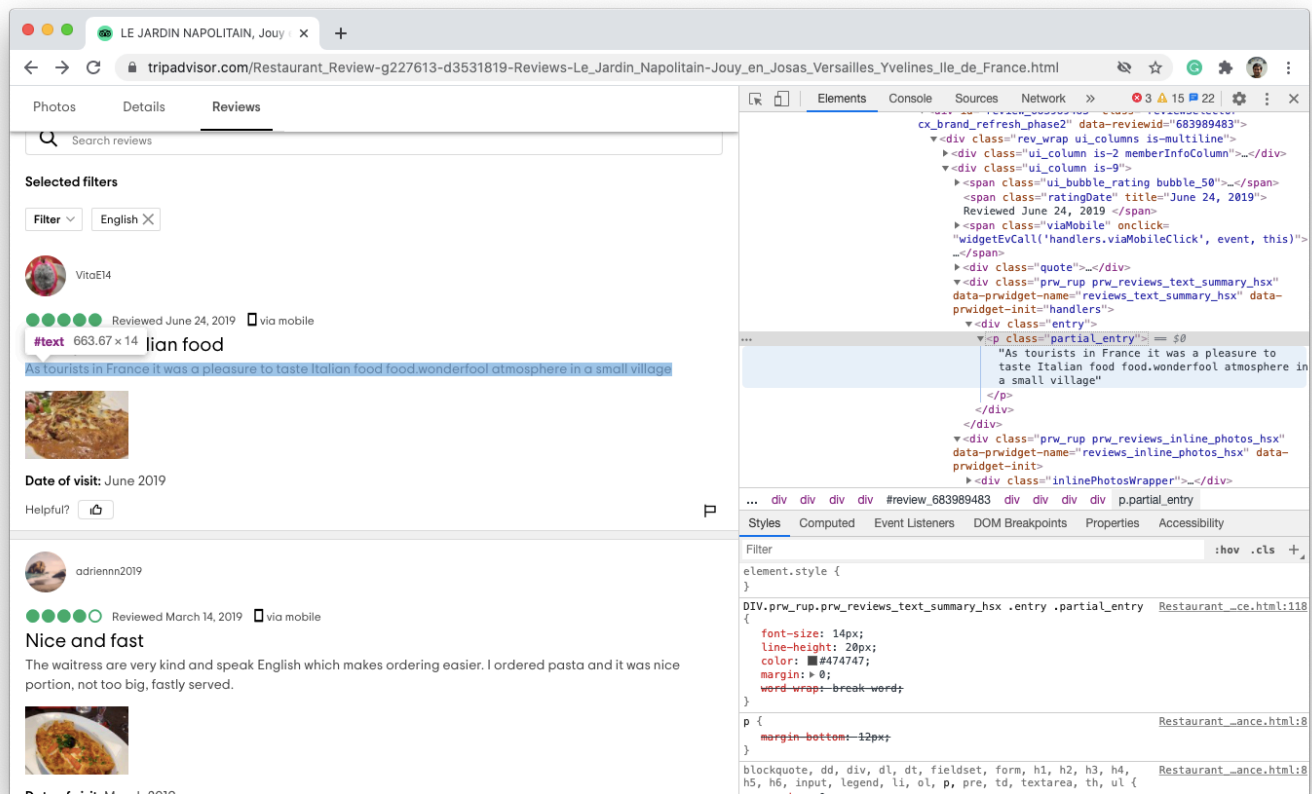 LE JARDIN NAPOLITAIN, Jouy
tripadvisor.com/Restaurant_Review-g227613-d3531819-Reviews-Le_Jardin_Napolitain-Jouy_en_Josas_Versailles_Yvelines_Ile_de_France.html
Photos Details Reviews
Search reviews
Selected filters
Filter English
VitaE14
Reviewed June 24, 2019 via mobile
#text 663.67 × 14
lian food
As tourists in France it was a pleasure to taste Italian food food.wonderfool atmosphere in a small village
Date of visit: June 2019
Helpful?
adriennn2019
Reviewed March 14, 2019 via mobile
Nice and fast
The waitress are very kind and speak English which makes ordering easier. I ordered pasta and it was nice
portion, not too big, fastly served.
Elements Console Sources Network » 3 15 22
cx_brand_refresh_phase2" data-reviewid="683989483">
▼<div class="rev_wrap ui_columns is-multiline">
▶<div class="ui_column is-2 memberInfoColumn">…</div>
▼<div class="ui_column is-9">
▶<span class="ui_bubble_rating bubble_50">…</span>
<span class="ratingDate" title="June 24, 2019">
Reviewed June 24, 2019 </span>
▶<span class="viaMobile" onclick=
"widgetEvCall('handlers.viaMobileClick', event, this)">
…</span>
▶<div class="quote">…</div>
▼<div class="prw_rup prw_reviews_text_summary_hsx"
data-prwidget-name="reviews_text_summary_hsx" data-
prwidget-init="handlers">
▼<div class="entry">
… ▼<p class="partial_entry"> == $0
"As tourists in France it was a pleasure to
taste Italian food food.wonderfool atmosphere in
a small village"
</p>
</div>
</div>
▼<div class="prw_rup prw_reviews_inline_photos_hsx"
data-prwidget-name="reviews_inline_photos_hsx" data-
prwidget-init>
▶<div class="inlinePhotosWrapper">…</div>
… div div div div #review_683989483 div div div div p.partial_entry
Styles Computed Event Listeners DOM Breakpoints Properties Accessibility
Filter :hov .cls +
element.style {
}
DIV.prw_rup.prw_reviews_text_summary_hsx .entry .partial_entry Restaurant_…ce.html:118
{
font-size: 14px;
line-height: 20px;
color: #474747;
margin: ▶ 0;
word-wrap: break-word;
}
p { Restaurant_…ance.html:8
margin-bottom: 12px;
}
blockquote, dd, div, dl, dt, fieldset, form, h1, h2, h3, h4, Restaurant_…ance.html:8
h5, h6, input, legend, li, ol, p, pre, td, textarea, th, ul {